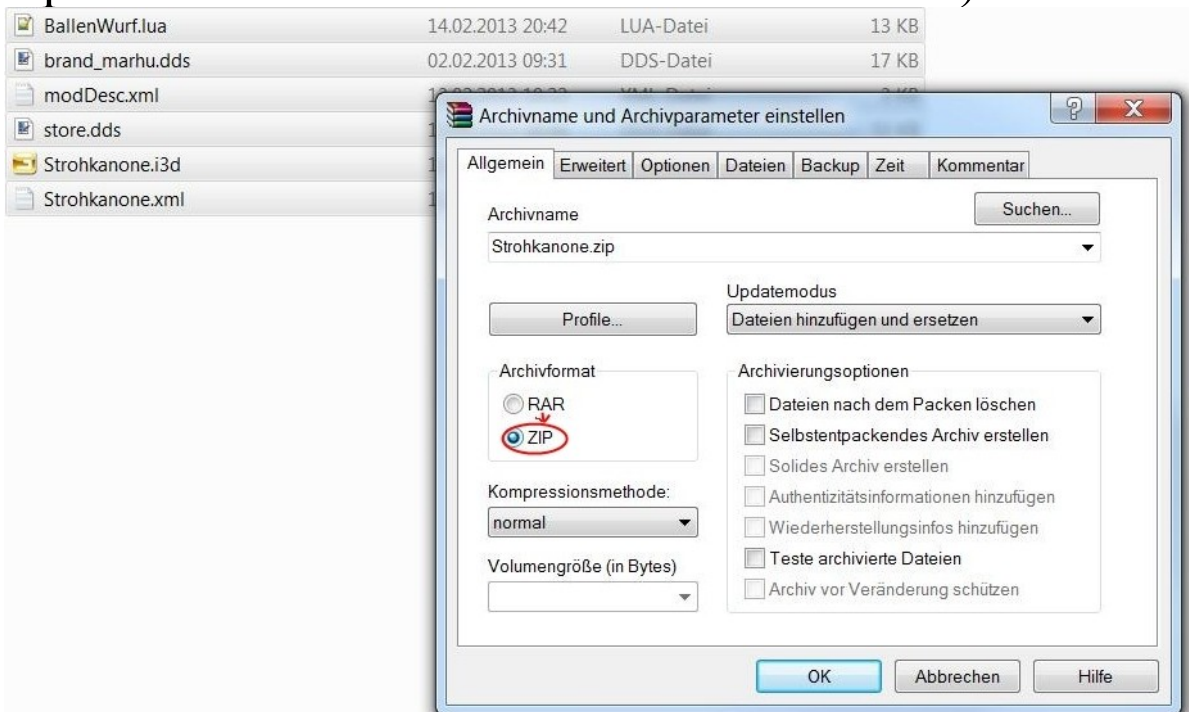 BallenWurf.lua 14.02.2013 20:42 LUA-Datei 13 KB
brand_marhu.dds 02.02.2013 09:31 DDS-Datei 17 KB
modDesc.xml
store.dds
Strohkanone.i3d
Strohkanone.xml
Archivname und Archivparameter einstellen
Allgemein Erweitert Optionen Dateien Backup Zeit Kommentar
Archivname
Suchen...
Strohkanone.zip
Updatemodus
Profile...
Dateien hinzufügen und ersetzen
Archivformat
Archivierungsoptionen
RAR
Dateien nach dem Packen löschen
ZIP
Selbstentpackendes Archiv erstellen
Solides Archiv erstellen
Kompressionsmethode:
Authentizitätsinformationen hinzufügen
normal
Wiederherstellungsinfos hinzufügen
Volumengröße (in Bytes)
Teste archivierte Dateien
Archiv vor Veränderung schützen
OK Abbrechen Hilfe